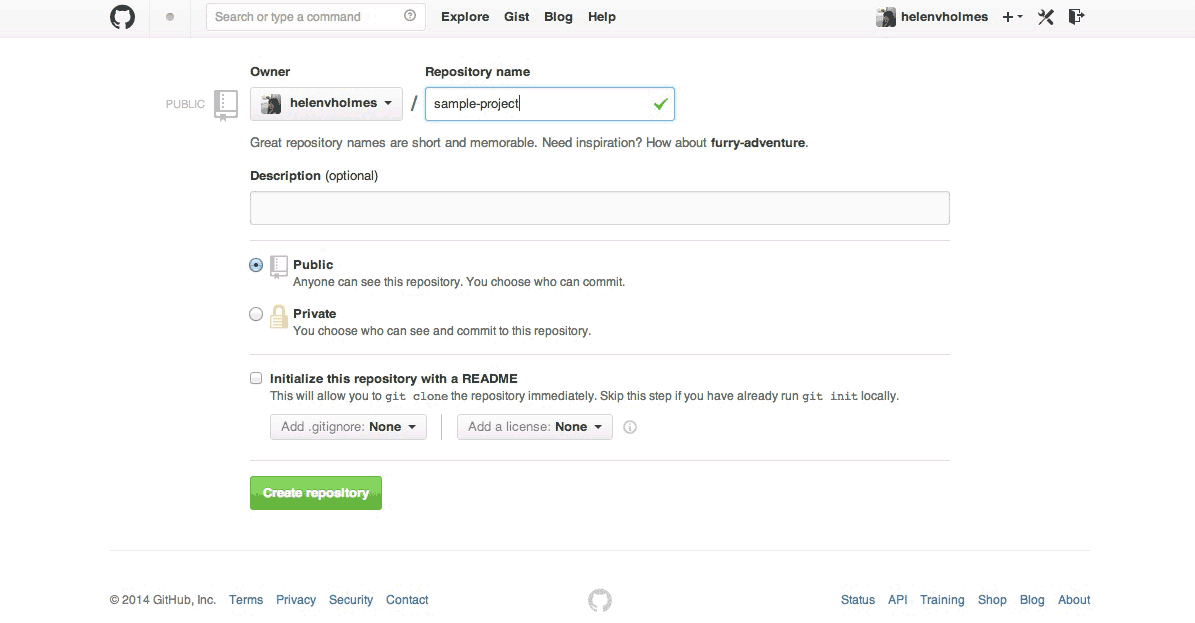 Search or type a command Explore Gist Blog Help helenvholmes
Owner Repository name
PUBLIC helenvholmes / sample-project
Great repository names are short and memorable. Need inspiration? How about furry-adventure.
Description (optional)
Public
Anyone can see this repository. You choose who can commit.
Private
You choose who can see and commit to this repository.
Initialize this repository with a README
This will allow you to git clone the repository immediately. Skip this step if you have already run git init locally.
Add .gitignore: None Add a license: None
Create repository
© 2014 GitHub, Inc. Terms Privacy Security Contact Status API Training Shop Blog About